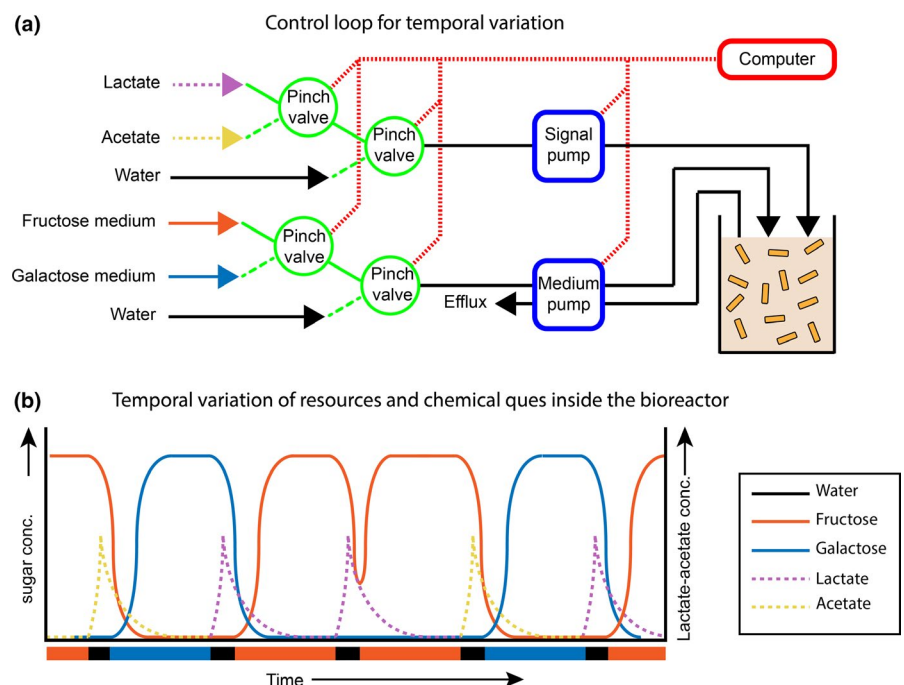 (a)
Control loop for temporal variation
Computer
Lactate
Pinch
valve
Acetate
Pinch
valve
Signal
pump
Water
Fructose medium
Pinch
valve
Galactose medium
Pinch
valve
Medium
pump
Efflux
Water
(b)
Temporal variation of resources and chemical ques inside the bioreactor
sugar conc.
Lactate-acetate conc.
Water
Fructose
Galactose
Lactate
Acetate
Time